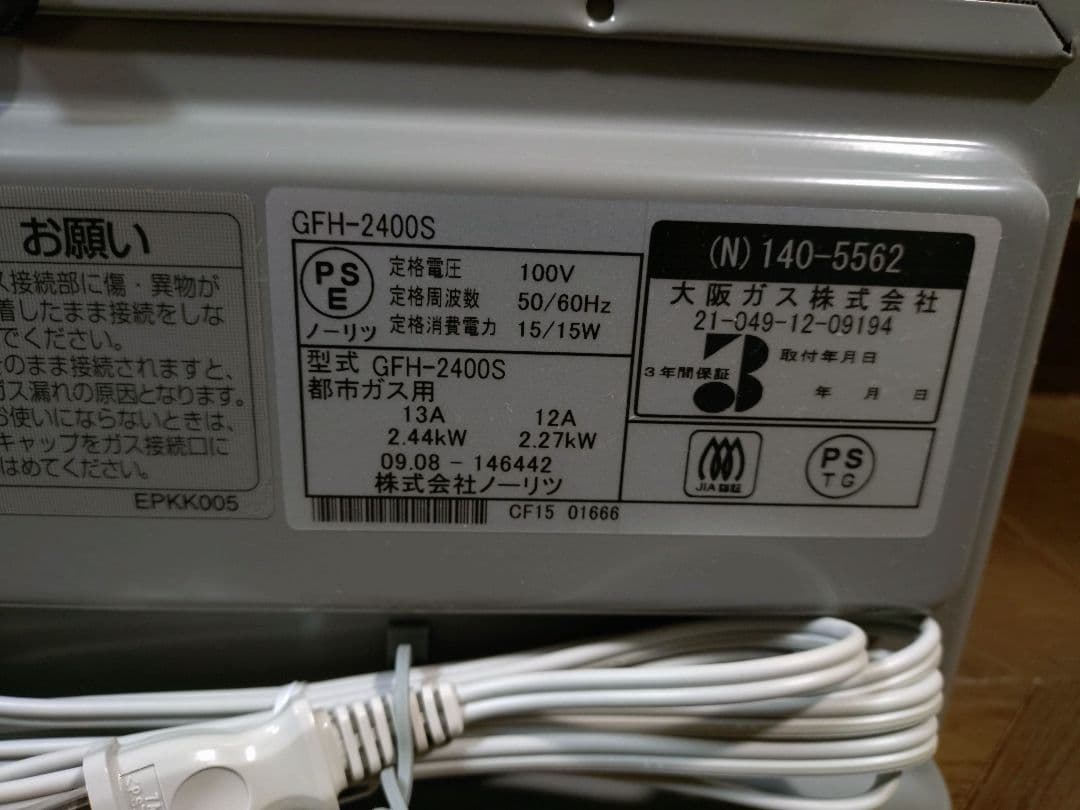 お願い
接続部に傷・異物が
着したまま接続をしな
でください。
のまま接続されますと、
ガス漏れの原因となります。
お使いにならないときは、
キャップをガス接続口に
はめてください。
EPKK005
GFH-2400S
PS
E
ノーリツ
定格電圧 100V
定格周波数 50/60Hz
定格消費電力 15/15W
型式 GFH-2400S
都市ガス用
13A 12A
2.44kW 2.27kW
09.08 - 146442
株式会社ノーリツ
CF15 01666
(N) 140-5562
大阪ガス株式会社
21-049-12-09194
3年間保証
3
取付年月日
年 月 日
JIA認証
PS
TG